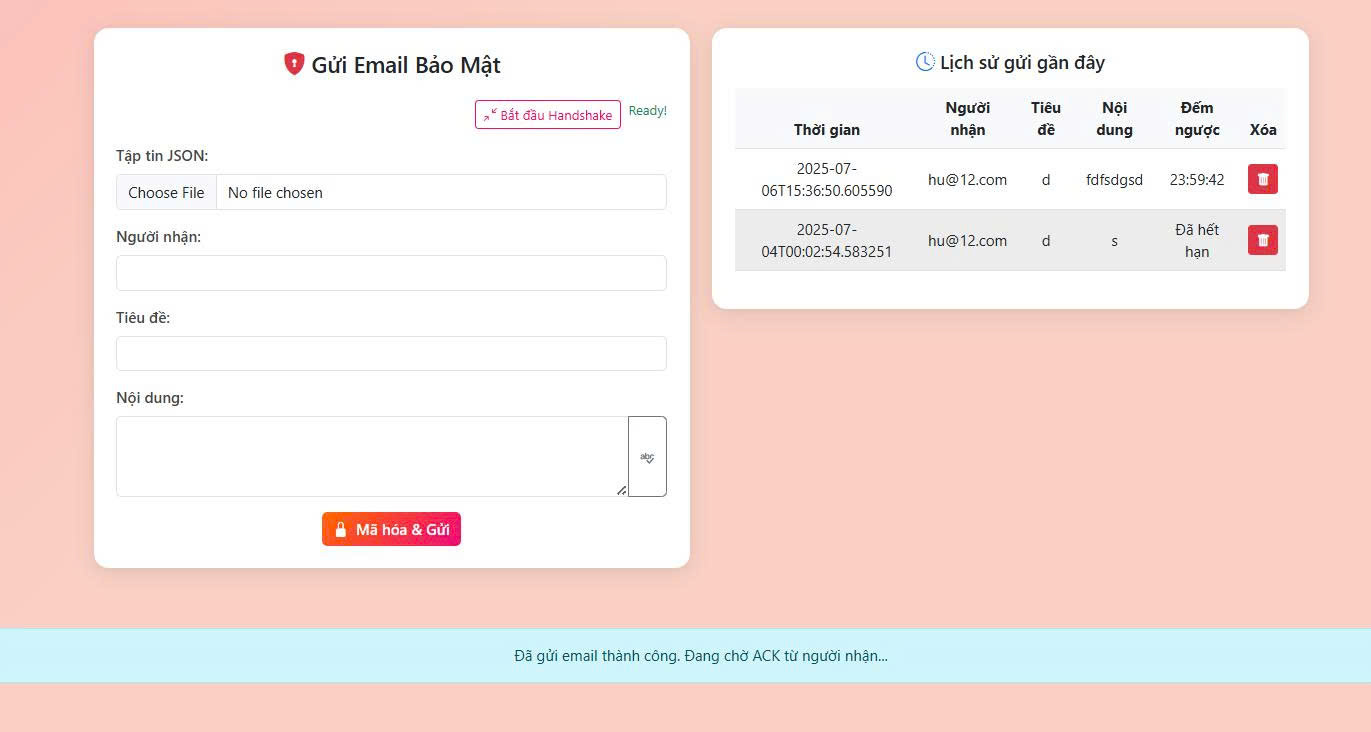 Gửi Email Bảo Mật
Bắt đầu Handshake
Ready!
Tập tin JSON:
Choose File No file chosen
Người nhận:
Tiêu đề:
Nội dung:
abc
Mã hóa & Gửi
Lịch sử gửi gần đây
Thời gian
Người
nhận
Tiêu
đề
Nội
dung
Đếm
ngược
Xóa
2025-07-
06T15:36:50.605590
hu@12.com
d
fdfsdgsd
23:59:42
2025-07-
04T00:02:54.583251
hu@12.com
d
s
Đã hết
hạn
Đã gửi email thành công. Đang chờ ACK từ người nhận...